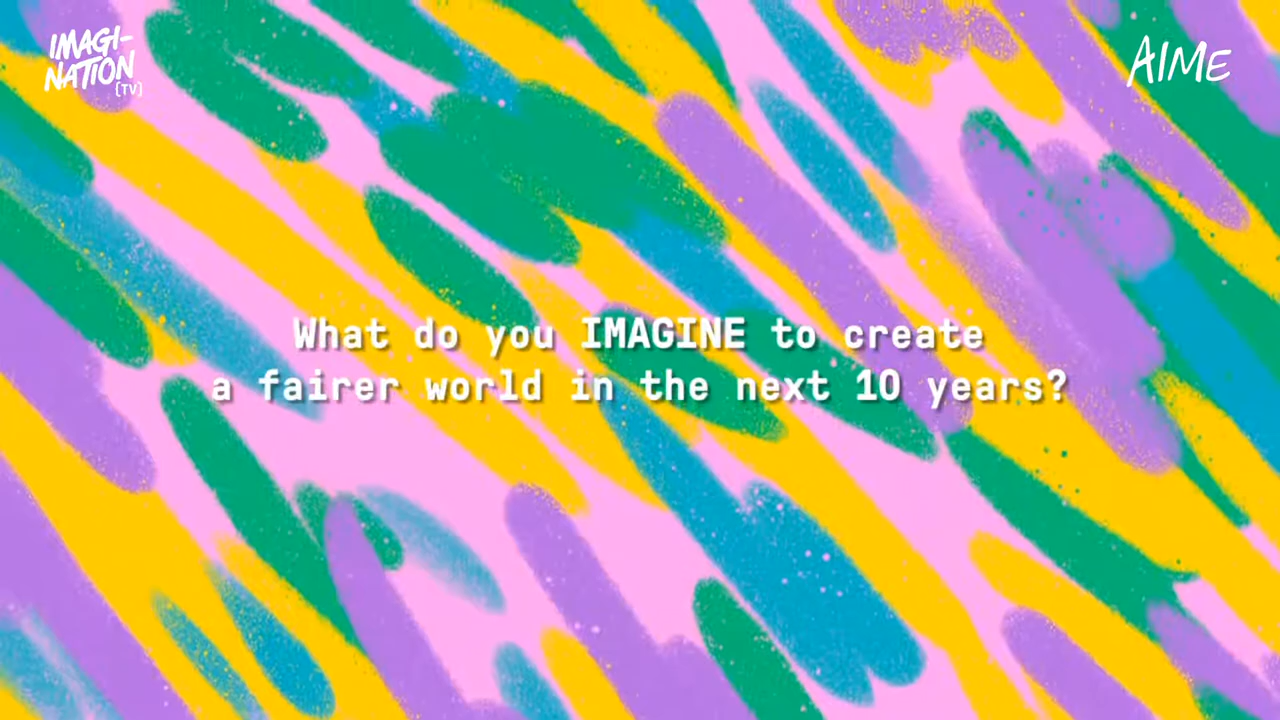 IMAGI-
NATION
{TV}
AIME
What do you IMAGINE to create
a fairer world in the next 10 years?